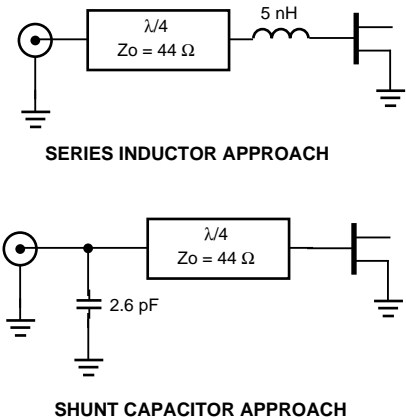 5 nH
λ/4
Zo = 44 Ω
SERIES INDUCTOR APPROACH
λ/4
Zo = 44 Ω
2.6 pF
SHUNT CAPACITOR APPROACH